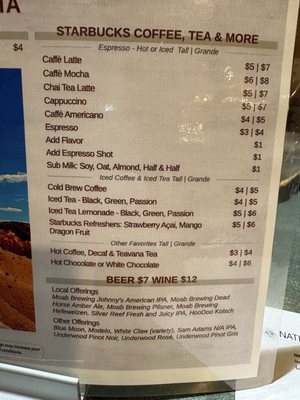 $4
STARBUCKS COFFEE, TEA & MORE
Espresso - Hot or Iced Tall | Grande
Caffè Latte $5 | $7
Caffè Mocha $6 | $8
Chai Tea Latte $5 | $7
Cappuccino $5 | $7
Caffè Americano $4 | $5
Espresso $3 | $4
Add Flavor $1
Add Espresso Shot $1
Sub Milk: Soy, Oat, Almond, Half & Half $1
Iced Coffee & Iced Tea Tall | Grande
Cold Brew Coffee $4 | $5
Iced Tea - Black, Green, Passion $4 | $5
Iced Tea Lemonade - Black, Green, Passion $5 | $6
Starbucks Refreshers: Strawberry Açai, Mango $5 | $6
Dragon Fruit
Other Favorites Tall | Grande
Hot Coffee, Decaf & Teavana Tea $3 | $4
Hot Chocolate or White Chocolate $4 | $6
BEER $7 WINE $12
Local Offerings
Moab Brewing Johnny's American IPA, Moab Brewing Dead
Horse Amber Ale, Moab Brewing Pilsner, Moab Brewing
Hefeweizen, Silver Reef Fresh and Juicy IPA, HooDoo Kolsch
Other Offerings
Blue Moon, Modelo, White Claw (variety), Sam Adams N/A IPA,
Underwood Pinot Noir, Underwood Rosé, Underwood Pinot Gris
may increase your
conditions.